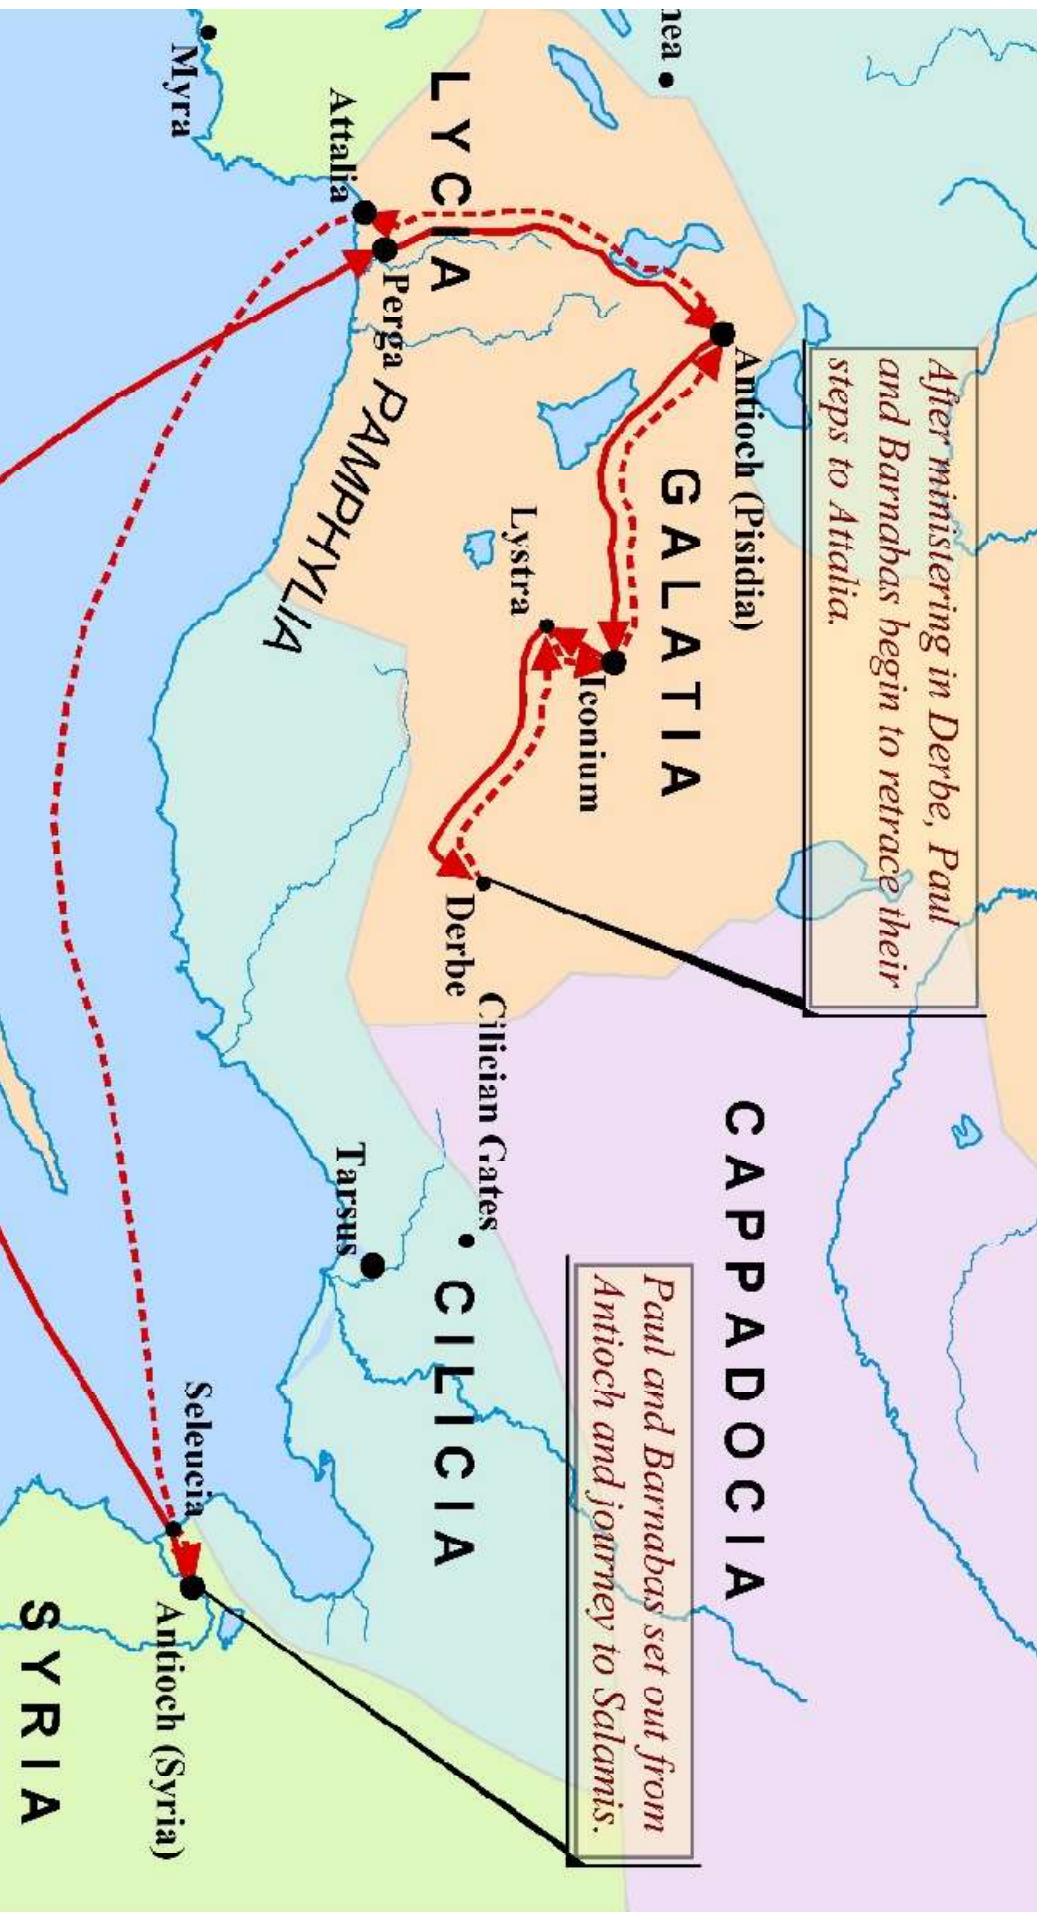 After ministering in Derbe, Paul
and Barnabas begin to retrace their
steps to Attalia.
Antioch (Pisidia)
GALATIA
CAPPADOCIA
Paul and Barnabas set out from
Antioch and journey to Salamis.
Iconium
Lystra
LYCIA
Perga
PAMPHYLIA
Attalia
Myra
Derbe
Cilician Gates
CILICIA
Tarsus
Seleucia
Antioch (Syria)
SYRIA